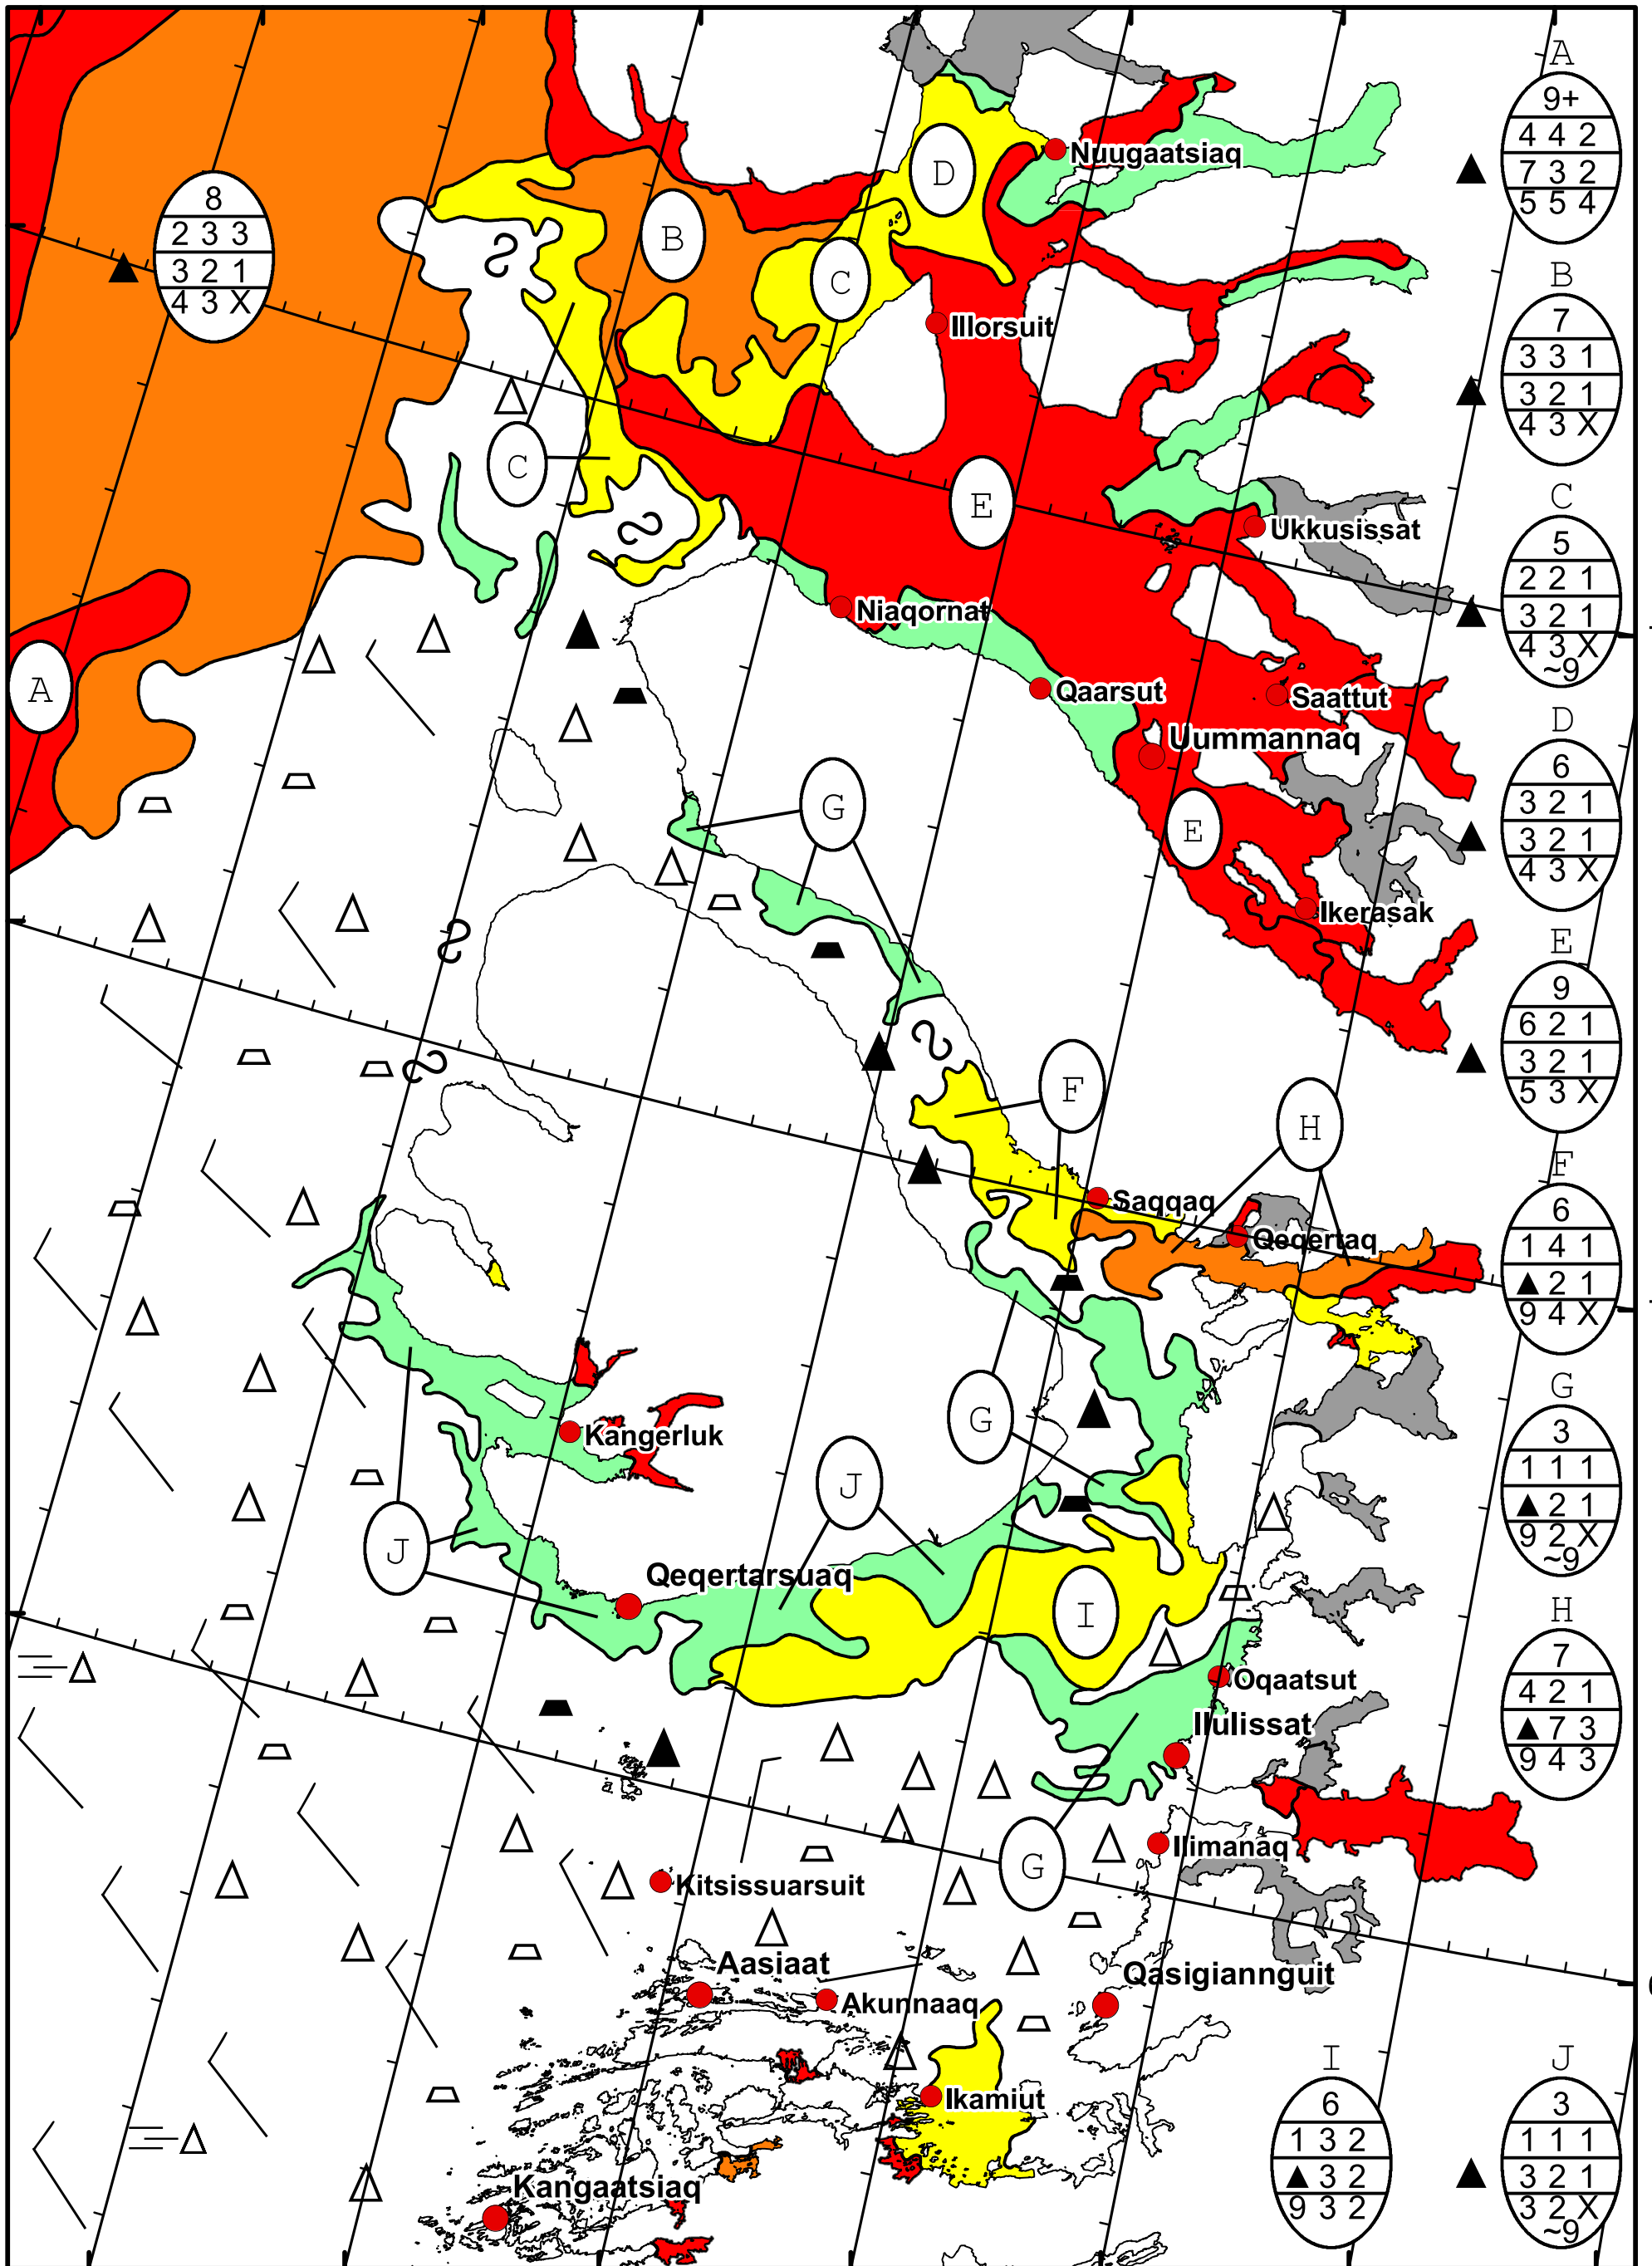 A
9+
4 4 2
7 3 2
5 5 4
Nuugaatsiaq
D
8
2 3 3
3 2 1
4 3 X
B
C
B
7
3 3 1
3 2 1
4 3 X
Illorsuit
C
E
C
5
2 2 1
3 2 1
4 3 X
~9
Ukkusissat
Niaqornat
A
Qaarsut
Saattut
Uummannaq
D
6
3 2 1
3 2 1
4 3 X
G
E
Ikerasak
E
9
6 2 1
3 2 1
5 3 X
F
H
Saqqaq
Qeqertaq
F
6
1 4 1
▲ 2 1
9 4 X
G
Kangerluk
G
3
1 1 1
▲ 2 1
9 2 X
~9
J
J
Qeqertarsuaq
I
Oqaatsut
Ilulissat
H
7
4 2 1
▲ 7 3
9 4 3
G
Ilimanaq
Kitsissuarsuit
Aasiaat
Akunnaaq
Qasigiannguit
Ikamiut
Kangaatsiaq
I
6
1 3 2
▲ 3 2
9 3 2
J
3
1 1 1
3 2 1
3 2 X
~9